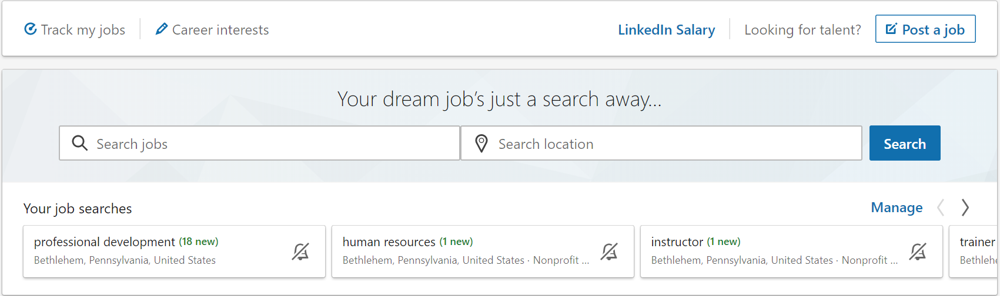 Track my jobs
Career interests
LinkedIn Salary
Looking for talent?
Post a job
Your dream job's just a search away...
Search jobs
Search location
Search
Your job searches
Manage
professional development (18 new)
Bethlehem, Pennsylvania, United States
human resources (1 new)
Bethlehem, Pennsylvania, United States · Nonprofit ...
instructor (1 new)
Bethlehem, Pennsylvania, United States · Nonprofit ...
trainer